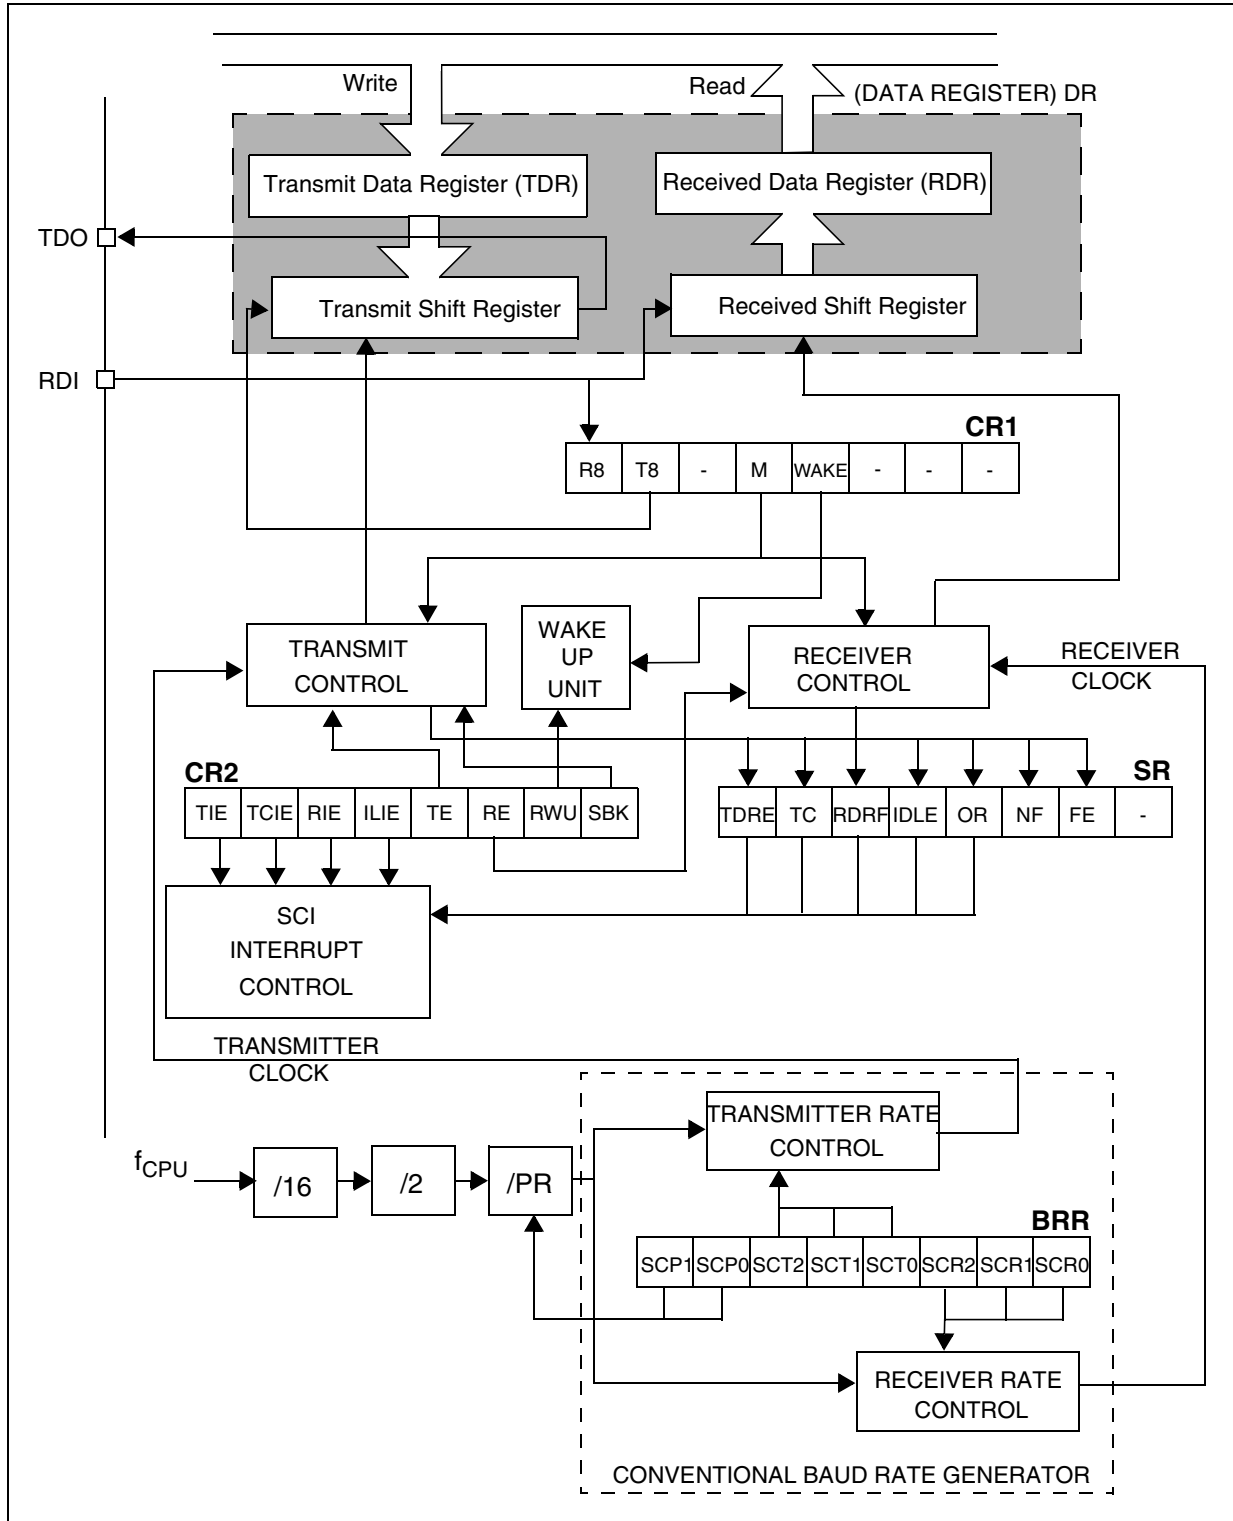 Write
Read
(DATA REGISTER) DR
Transmit Data Register (TDR)
Received Data Register (RDR)
TDO
Transmit Shift Register
Received Shift Register
RDI
CR1
R8 T8 - M WAKE - - -
TRANSMIT
CONTROL
WAKE
UP
UNIT
RECEIVER
CONTROL
RECEIVER
CLOCK
CR2
TIE TCIE RIE ILIE TE RE RWU SBK
SR
TDRE TC RDRF IDLE OR NF FE -
SCI
INTERRUPT
CONTROL
TRANSMITTER
CLOCK
TRANSMITTER RATE
CONTROL
fCPU
/16
/2
/PR
BRR
SCP1 SCP0 SCT2 SCT1 SCT0 SCR2 SCR1 SCR0
RECEIVER RATE
CONTROL
CONVENTIONAL BAUD RATE GENERATOR